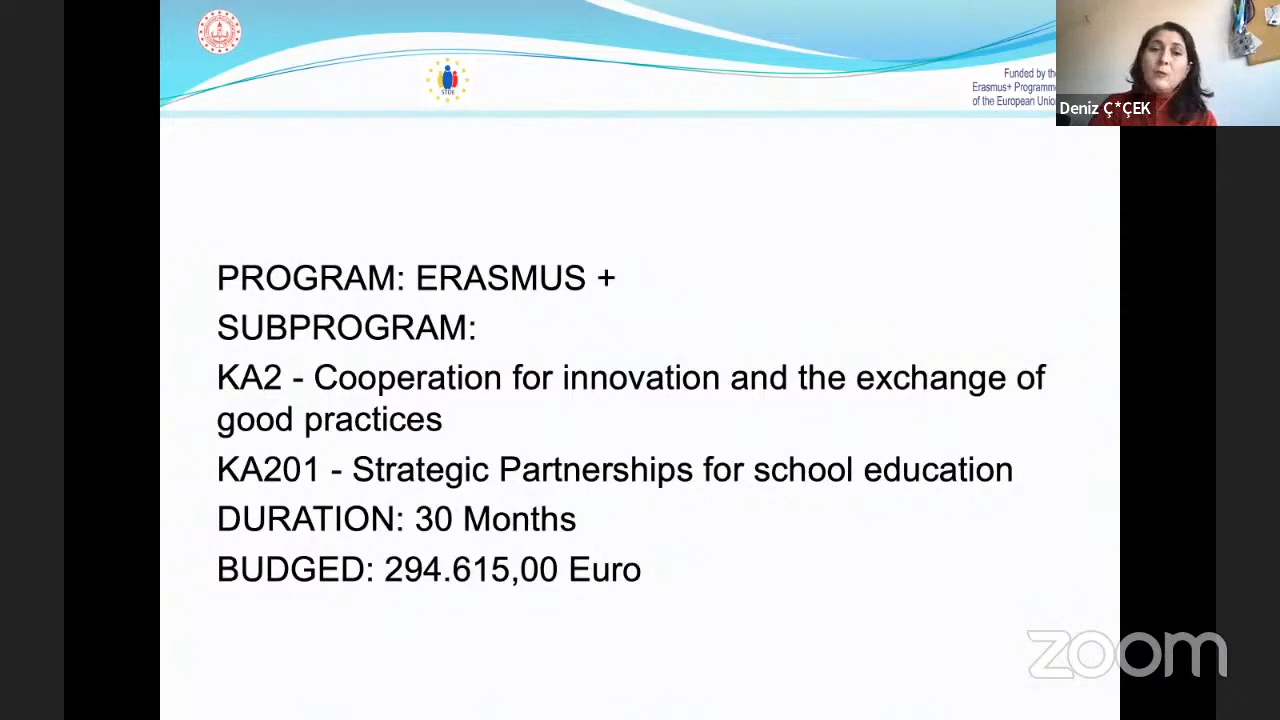 STDE
Funded by the
Erasmus+ Programme
of the European Union
Deniz Ç*ÇEK
PROGRAM: ERASMUS +
SUBPROGRAM:
KA2 - Cooperation for innovation and the exchange of
good practices
KA201 - Strategic Partnerships for school education
DURATION: 30 Months
BUDGED: 294.615,00 Euro
zoom